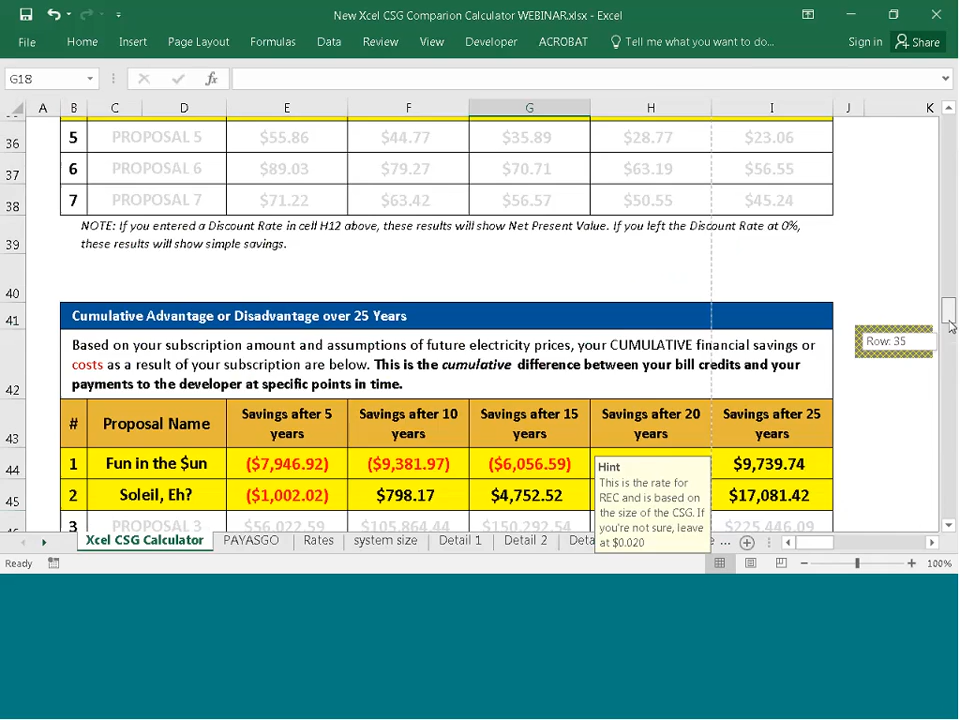 New Xcel CSG Comparion Calculator WEBINAR.xlsx - Excel
File Home Insert Page Layout Formulas Data Review View Developer ACROBAT Tell me what you want to do... Sign in Share
G18 fx
A B C D E F G H I J K
36 5 PROPOSAL 5 $55.86 $44.77 $35.89 $28.77 $23.06
37 6 PROPOSAL 6 $89.03 $79.27 $70.71 $63.19 $56.55
38 7 PROPOSAL 7 $71.22 $63.42 $56.57 $50.55 $45.24
NOTE: If you entered a Discount Rate in cell H12 above, these results will show Net Present Value. If you left the Discount Rate at 0%,
39 these results will show simple savings.
40
41 Cumulative Advantage or Disadvantage over 25 Years
Row: 35
Based on your subscription amount and assumptions of future electricity prices, your CUMULATIVE financial savings or
costs as a result of your subscription are below. This is the cumulative difference between your bill credits and your
42 payments to the developer at specific points in time.
43 # Proposal Name Savings after 5 years Savings after 10 years Savings after 15 years Savings after 20 years Savings after 25 years
44 1 Fun in the $un ($7,946.92) ($9,381.97) ($6,056.59) $9,739.74
45 2 Soleil, Eh? ($1,002.02) $798.17 $4,752.52 $17,081.42
3 PROPOSAL 3 $56,022.59 $105,864.44 $150,292.54 $225,446.09
Hint
This is the rate for
REC and is based on
the size of the CSG. If
you're not sure, leave
at $0.020
Xcel CSG Calculator PAYASGO Rates system size Detail 1 Detail 2 Deta ...
Ready 100%